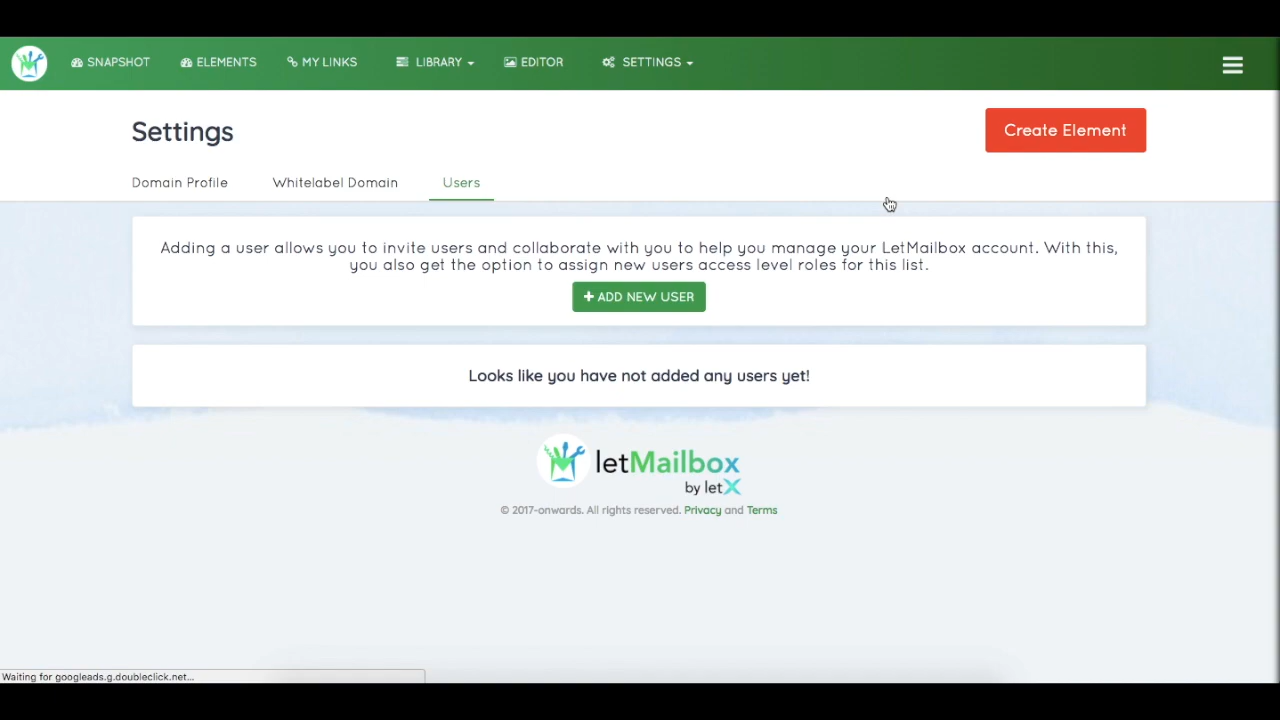 SNAPSHOT ELEMENTS MY LINKS LIBRARY EDITOR SETTINGS
Settings
Create Element
Domain Profile Whitelabel Domain Users
Adding a user allows you to invite users and collaborate with you to help you manage your LetMailbox account. With this,
you also get the option to assign new users access level roles for this list.
+ ADD NEW USER
Looks like you have not added any users yet!
letMailbox
by letX
© 2017-onwards. All rights reserved. Privacy and Terms
Waiting for googleads.g.doubleclick.net...